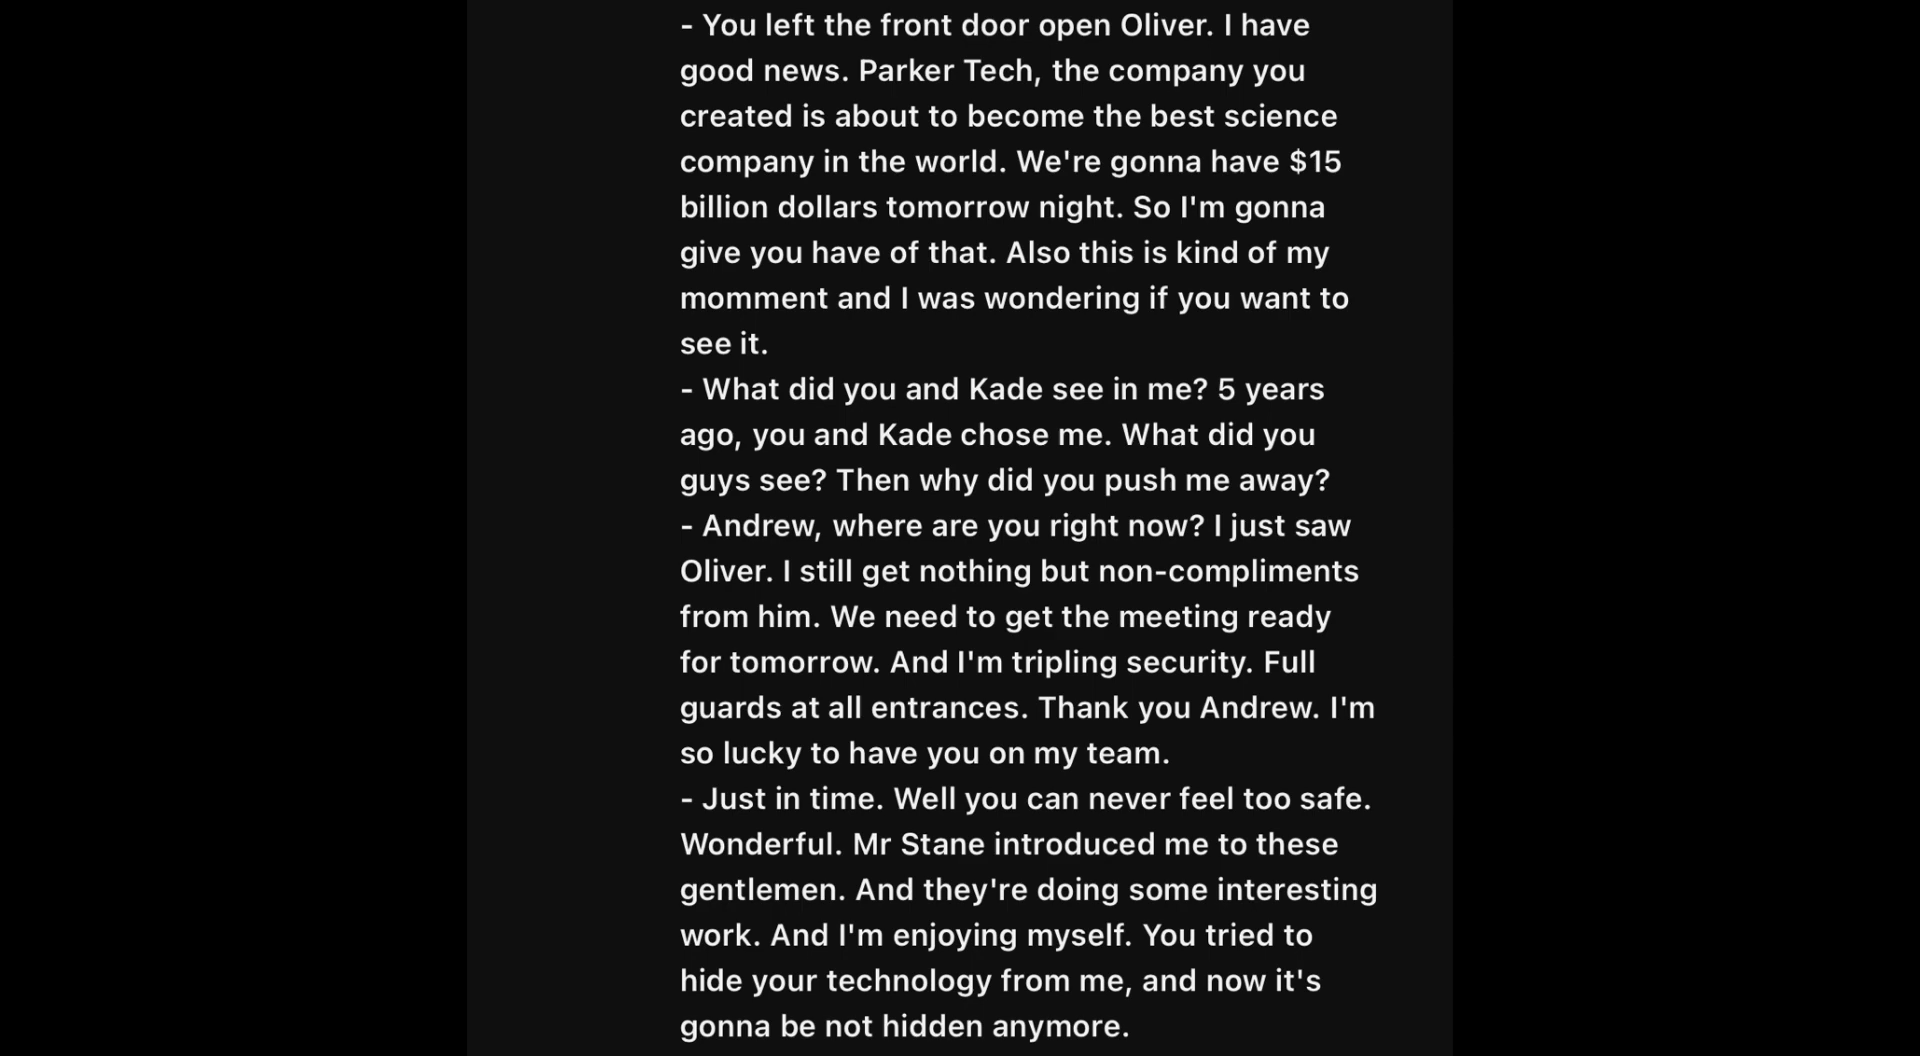 - You left the front door open Oliver. I have
good news. Parker Tech, the company you
created is about to become the best science
company in the world. We're gonna have $15
billion dollars tomorrow night. So I'm gonna
give you have of that. Also this is kind of my
momment and I was wondering if you want to
see it.
- What did you and Kade see in me? 5 years
ago, you and Kade chose me. What did you
guys see? Then why did you push me away?
- Andrew, where are you right now? I just saw
Oliver. I still get nothing but non-compliments
from him. We need to get the meeting ready
for tomorrow. And I'm tripling security. Full
guards at all entrances. Thank you Andrew. I'm
so lucky to have you on my team.
- Just in time. Well you can never feel too safe.
Wonderful. Mr Stane introduced me to these
gentlemen. And they're doing some interesting
work. And I'm enjoying myself. You tried to
hide your technology from me, and now it's
gonna be not hidden anymore.